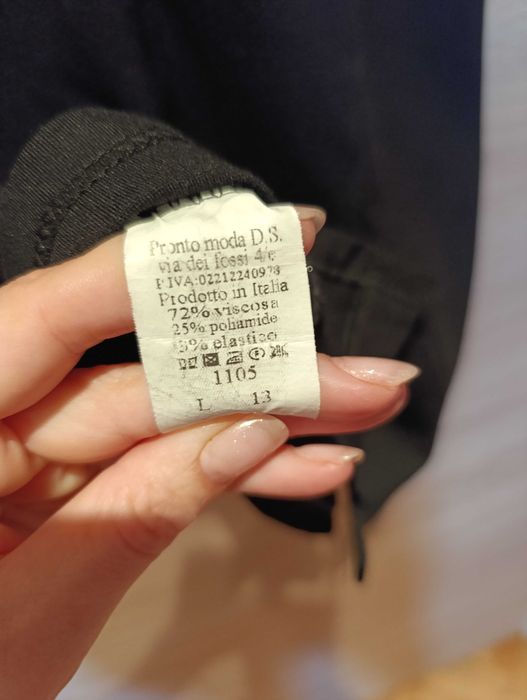 Pronto moda D.S.
via dei fossi 4/e
P.IVA:02212240978
Prodotto in Italia
72% viscosa
25% poliamide
3% elastico
1105
L 13